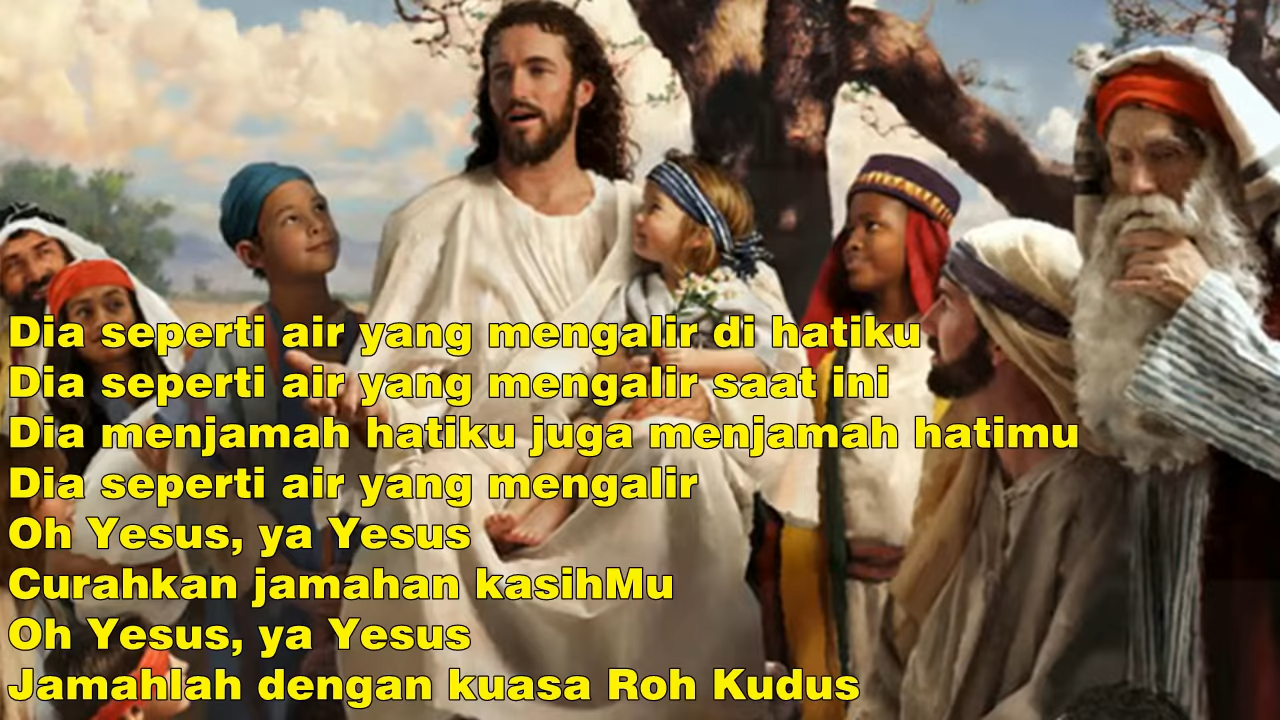 Dia seperti air yang mengalir di hatiku
Dia seperti air yang mengalir saat ini
Dia menjamah hatiku juga menjamah hatimu
Dia seperti air yang mengalir
Oh Yesus, ya Yesus
Curahkan jamahan kasihMu
Oh Yesus, ya Yesus
Jamahlah dengan kuasa Roh Kudus